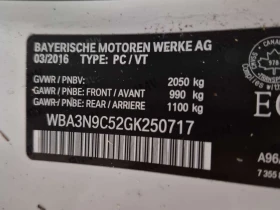 BAYERISCHE MOTOREN WERKE AG
03/2016 TYPE: PC / VT
GVWR / PNBV: 2050 kg
GAWR / PNBE: FRONT / AVANT 990 kg
GAWR / PNBE: REAR / ARRIERE 1100 kg
WBA3N9C52GK250717